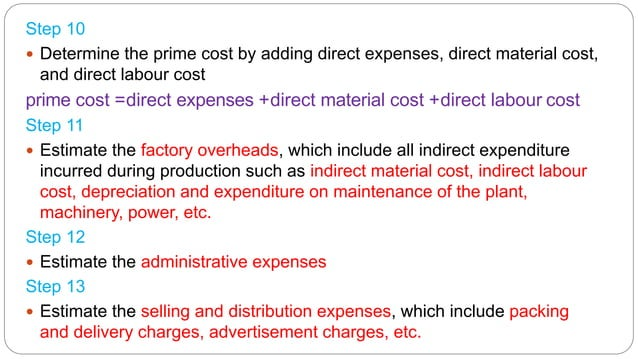 Step 10
• Determine the prime cost by adding direct expenses, direct material cost,
and direct labour cost
prime cost =direct expenses +direct material cost +direct labour cost
Step 11
• Estimate the factory overheads, which include all indirect expenditure
incurred during production such as indirect material cost, indirect labour
cost, depreciation and expenditure on maintenance of the plant,
machinery, power, etc.
Step 12
• Estimate the administrative expenses
Step 13
• Estimate the selling and distribution expenses, which include packing
and delivery charges, advertisement charges, etc.